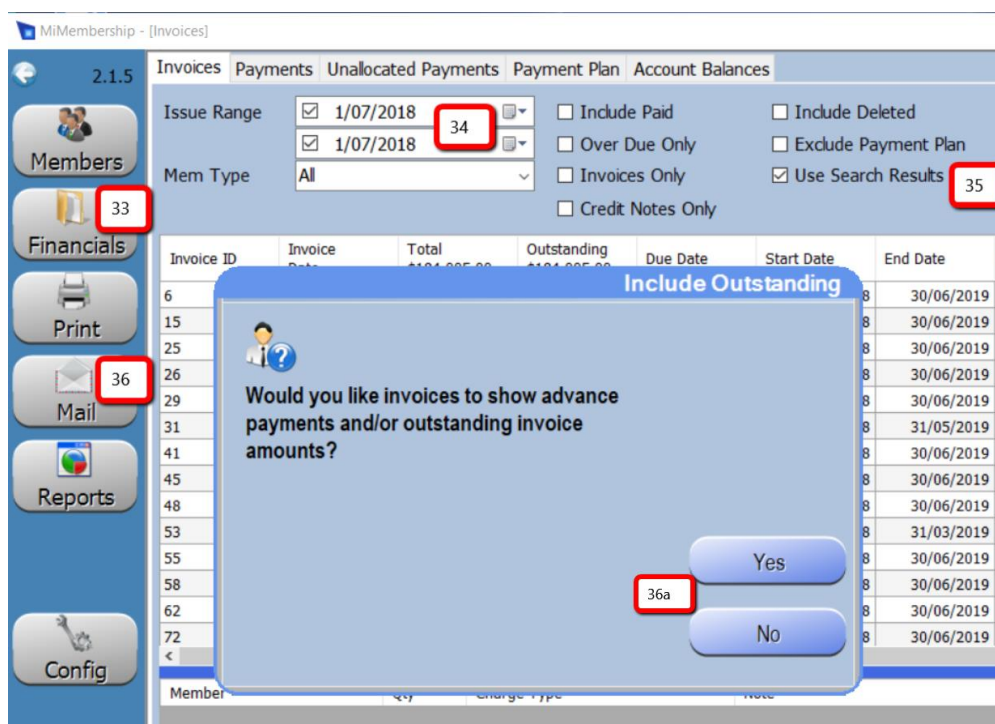 MiMembership - [Invoices]
2.1.5
Invoices Payments Unallocated Payments Payment Plan Account Balances
Issue Range 1/07/2018 34 Include Paid Include Deleted
1/07/2018 Over Due Only Exclude Payment Plan
Mem Type All Invoices Only Use Search Results 35
Credit Notes Only
Members
33
Financials
Print
36
Mail
Reports
Config
Invoice ID Invoice Total Outstanding Due Date Start Date End Date
Include Outstanding
Would you like invoices to show advance
payments and/or outstanding invoice
amounts?
Yes
36a
No
6 8 30/06/2019
15 8 30/06/2019
25 8 30/06/2019
26 8 30/06/2019
29 8 30/06/2019
31 8 31/05/2019
41 8 30/06/2019
45 8 30/06/2019
48 8 30/06/2019
53 8 31/03/2019
55 8 30/06/2019
58 8 30/06/2019
62 8 30/06/2019
72 8 30/06/2019
Member Qty Charge Type Note